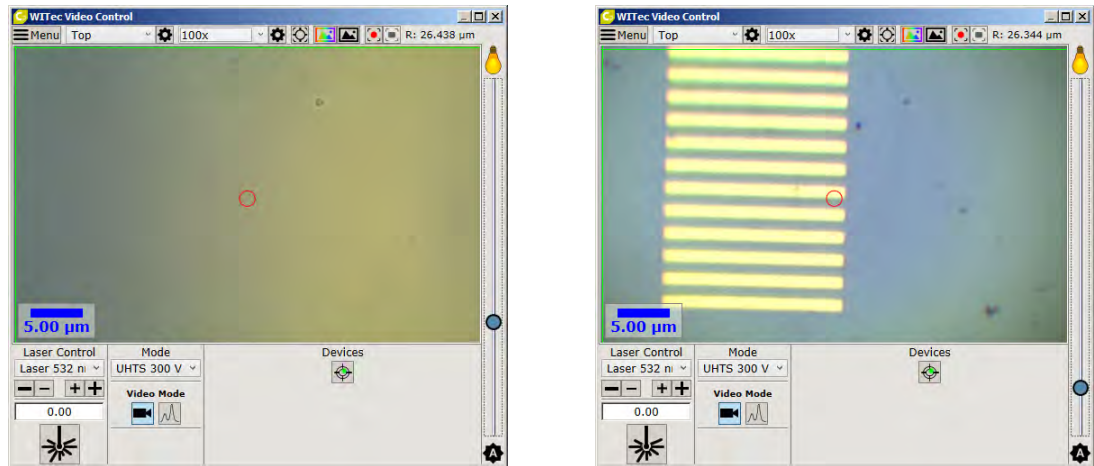 WITec Video Control
Menu Top 100x R: 26.438 µm
5.00 µm
Laser Control Mode Devices
Laser 532 n UHTS 300 V
Video Mode
0.00
A
WITec Video Control
Menu Top 100x R: 26.344 µm
5.00 µm
Laser Control Mode Devices
Laser 532 n UHTS 300 V
Video Mode
0.00
A